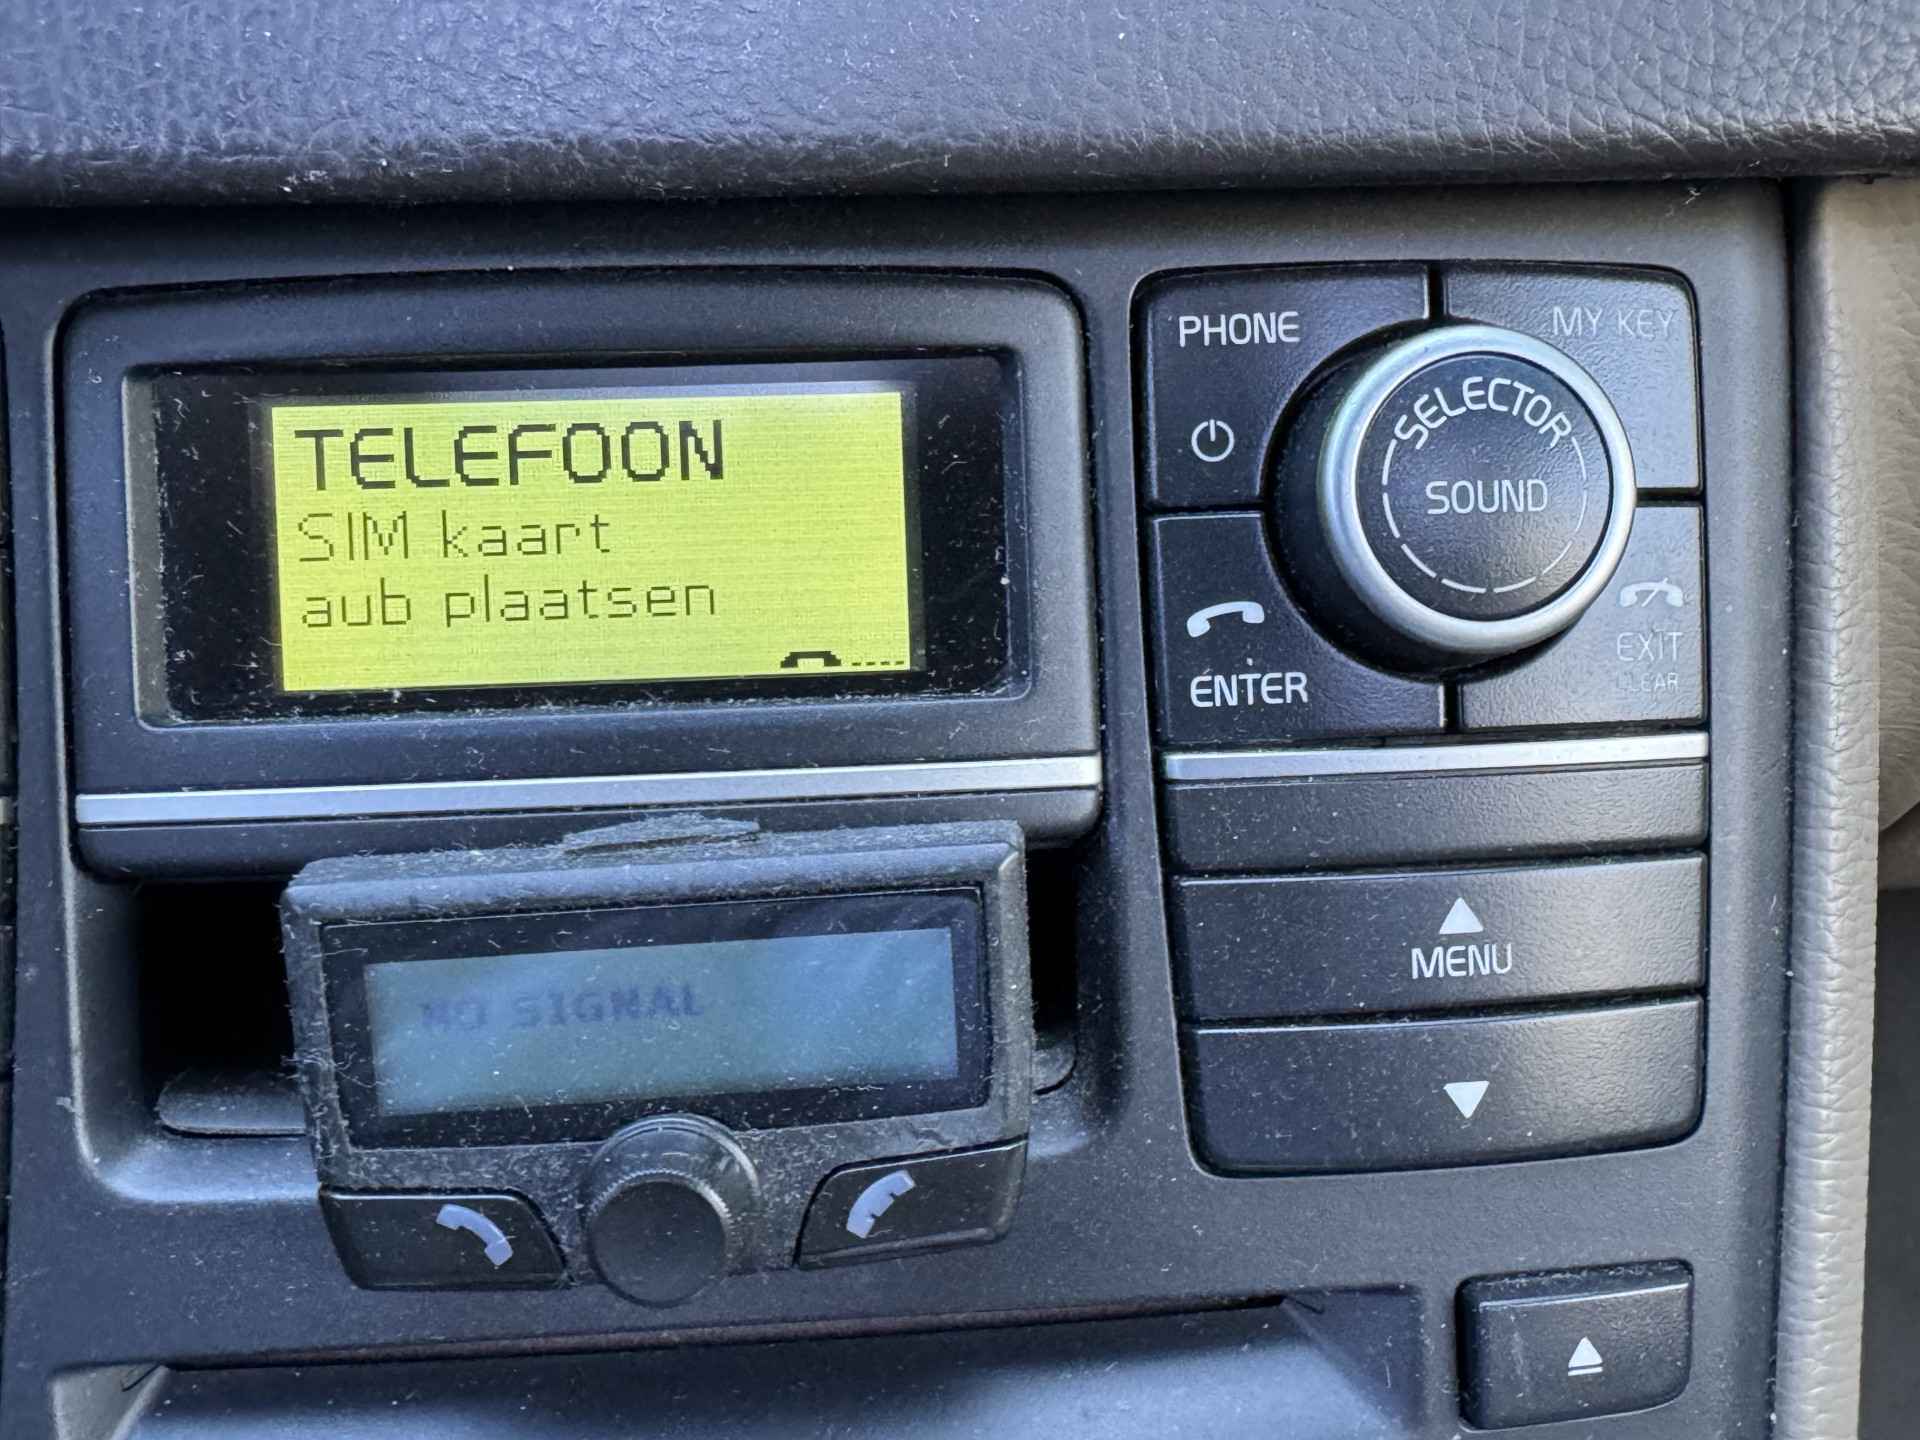 TELEFOON
SIM kaart
aub plaatsen
NO SIGNAL
PHONE
MY KEY
SELECTOR
SOUND
ENTER
EXIT
CLEAR
MENU